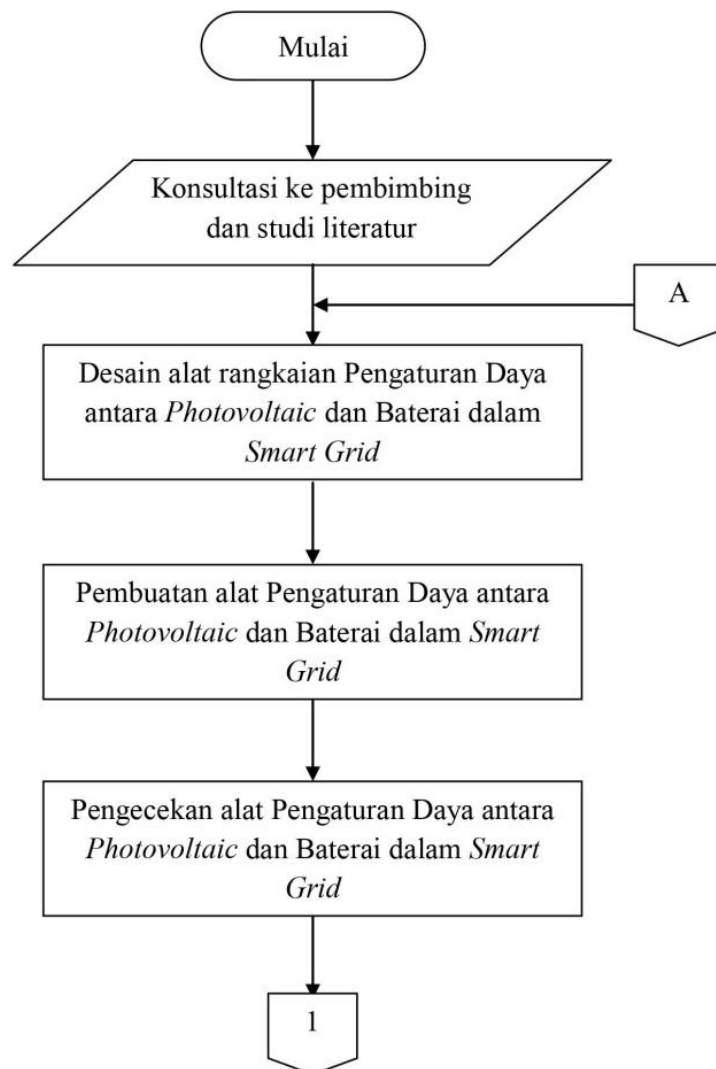 Mulai
Konsultasi ke pembimbing
dan studi literatur
A
Desain alat rangkaian Pengaturan Daya
antara Photovoltaic dan Baterai dalam
Smart Grid
Pembuatan alat Pengaturan Daya antara
Photovoltaic dan Baterai dalam Smart
Grid
Pengecekan alat Pengaturan Daya antara
Photovoltaic dan Baterai dalam Smart
Grid
1